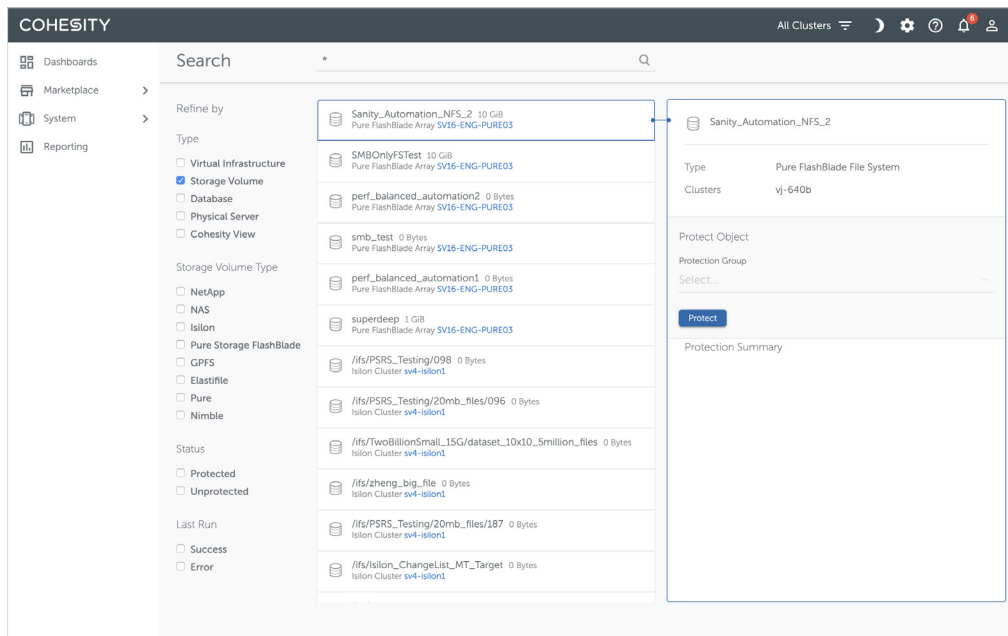 COHESITY
All Clusters
6
Dashboards
Marketplace
System
Reporting
Search
*
Refine by
Type
Virtual Infrastructure
Storage Volume
Database
Physical Server
Cohesity View
Storage Volume Type
NetApp
NAS
Isilon
Pure Storage FlashBlade
GPFS
Elastifile
Pure
Nimble
Status
Protected
Unprotected
Last Run
Success
Error
Sanity_Automation_NFS_2 10 GiB
Pure FlashBlade Array SV16-ENG-PURE03
SMBOnlyFSTest 10 GiB
Pure FlashBlade Array SV16-ENG-PURE03
perf_balanced_automation2 0 Bytes
Pure FlashBlade Array SV16-ENG-PURE03
smb_test 0 Bytes
Pure FlashBlade Array SV16-ENG-PURE03
perf_balanced_automation1 0 Bytes
Pure FlashBlade Array SV16-ENG-PURE03
superdeep 1 GiB
Pure FlashBlade Array SV16-ENG-PURE03
/ifs/PSRS_Testing/098 0 Bytes
Isilon Cluster sv4-isilon1
/ifs/PSRS_Testing/20mb_files/096 0 Bytes
Isilon Cluster sv4-isilon1
/ifs/TwoBillionSmall_15G/dataset_10x10_5million_files 0 Bytes
Isilon Cluster sv4-isilon1
/ifs/zheng_big_file 0 Bytes
Isilon Cluster sv4-isilon1
/ifs/PSRS_Testing/20mb_files/187 0 Bytes
Isilon Cluster sv4-isilon1
/ifs/Isilon_ChangeList_MT_Target 0 Bytes
Isilon Cluster sv4-isilon1
Sanity_Automation_NFS_2
Type Pure FlashBlade File System
Clusters vj-640b
Protect Object
Protection Group
Select...
Protect
Protection Summary